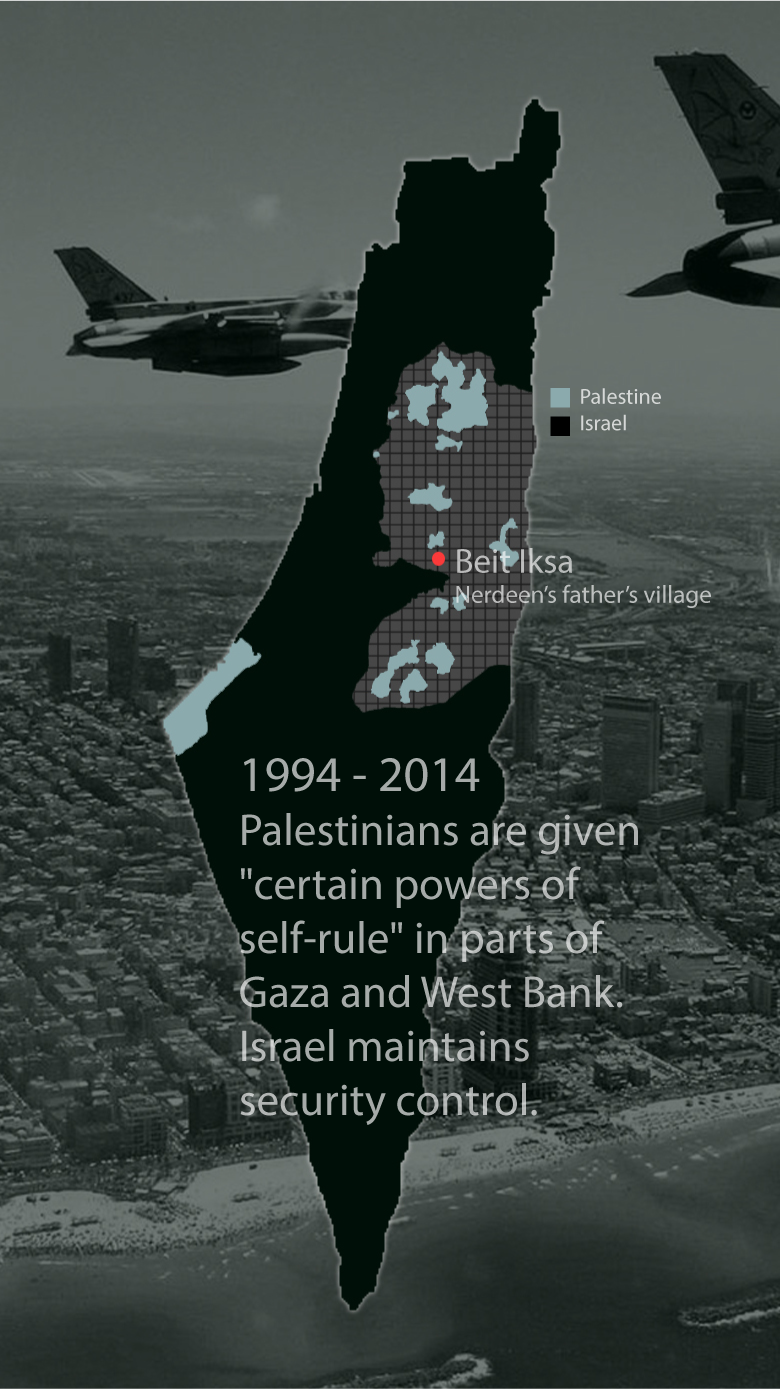 Palestine
Israel
Beit Iksa
Nerdeen's father's village
1994 - 2014
Palestinians are given
"certain powers of
self-rule" in parts of
Gaza and West Bank.
Israel maintains
security control.